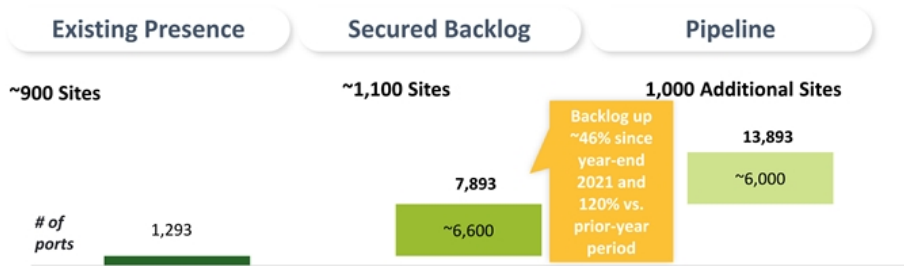 Existing Presence
Secured Backlog
Pipeline
~900 Sites
~1,100 Sites
1,000 Additional Sites
Backlog up
~46% since
year-end
2021 and
120% vs.
prior-year
period
13,893
~6,000
7,893
~6,600
# of
ports
1,293